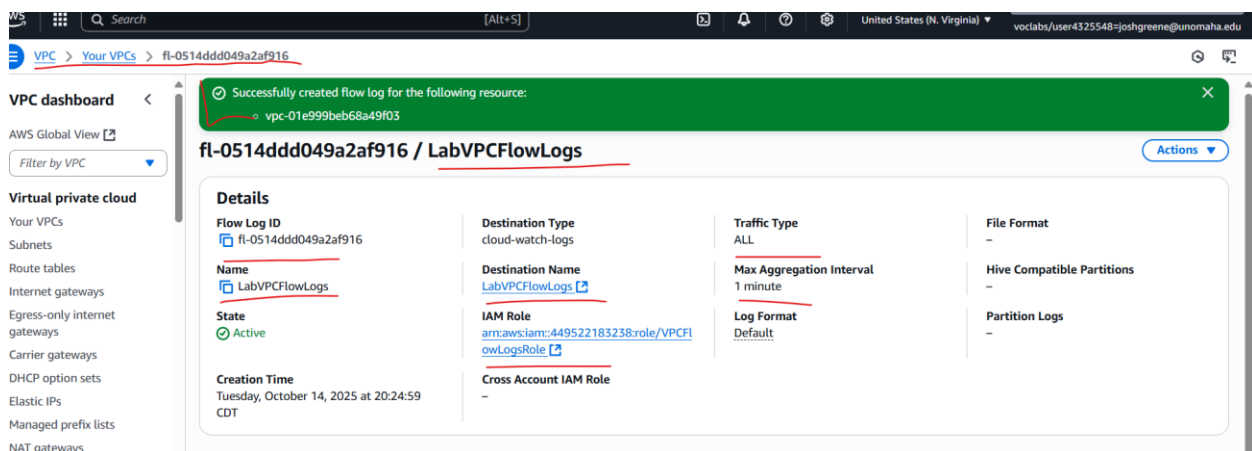 aws
Search
[Alt+S]
United States (N. Virginia)
voclabs/user4325548=joshgreene@unomaha.edu
VPC > Your VPCs > fl-0514ddd049a2af916
VPC dashboard
AWS Global View
Filter by VPC
Virtual private cloud
Your VPCs
Subnets
Route tables
Internet gateways
Egress-only internet
gateways
Carrier gateways
DHCP option sets
Elastic IPs
Managed prefix lists
NAT gateways
Successfully created flow log for the following resource:
vpc-01e999beb68a49f03
fl-0514ddd049a2af916 / LabVPCFlowLogs
Actions
Details
Flow Log ID
fl-0514ddd049a2af916
Name
LabVPCFlowLogs
State
Active
Creation Time
Tuesday, October 14, 2025 at 20:24:59
CDT
Destination Type
cloud-watch-logs
Destination Name
LabVPCFlowLogs
IAM Role
arn:aws:iam::449522183238:role/VPCFl
owLogsRole
Cross Account IAM Role
–
Traffic Type
ALL
Max Aggregation Interval
1 minute
Log Format
Default
File Format
–
Hive Compatible Partitions
–
Partition Logs
–